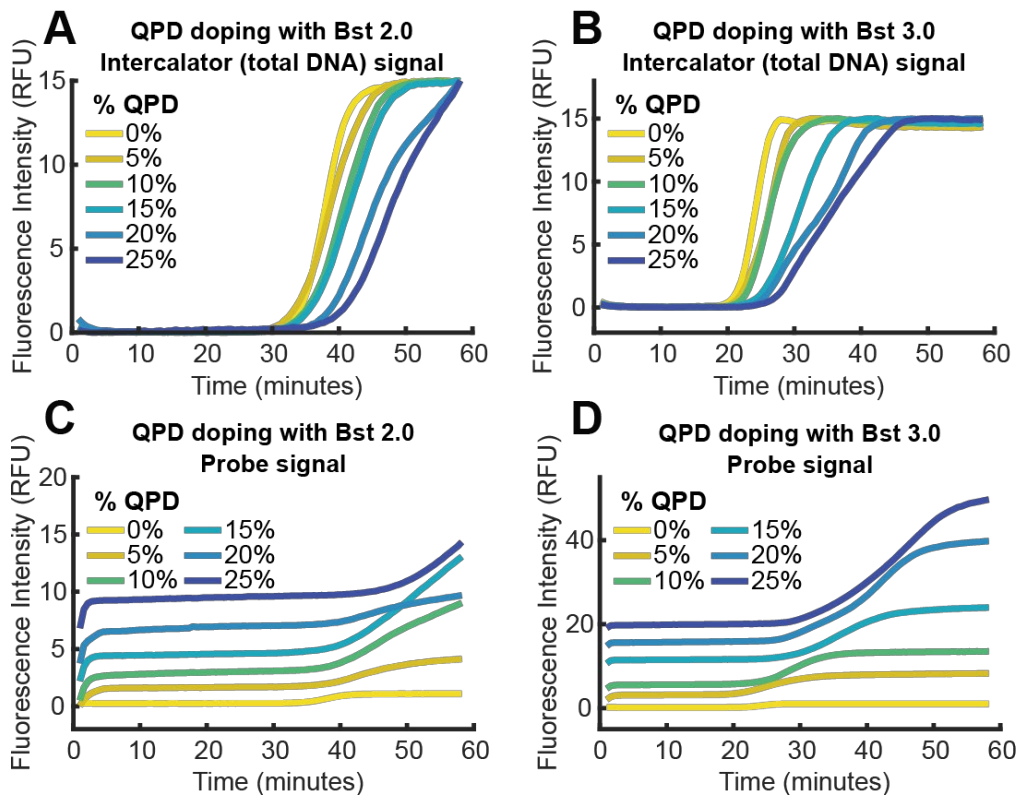 A
QPD doping with Bst 2.0
Intercalator (total DNA) signal
Fluorescence Intensity (RFU)
15
10
5
0
% QPD
0%
5%
10%
15%
20%
25%
0 10 20 30 40 50 60
Time (minutes)
B
QPD doping with Bst 3.0
Intercalator (total DNA) signal
Fluorescence Intensity (RFU)
15
10
5
0
% QPD
0%
5%
10%
15%
20%
25%
0 10 20 30 40 50 60
Time (minutes)
C
QPD doping with Bst 2.0
Probe signal
Fluorescence Intensity (RFU)
20
15
10
5
0
% QPD
0% 15%
5% 20%
10% 25%
0 10 20 30 40 50 60
Time (minutes)
D
QPD doping with Bst 3.0
Probe signal
Fluorescence Intensity (RFU)
40
20
0
% QPD
0% 15%
5% 20%
10% 25%
0 10 20 30 40 50 60
Time (minutes)